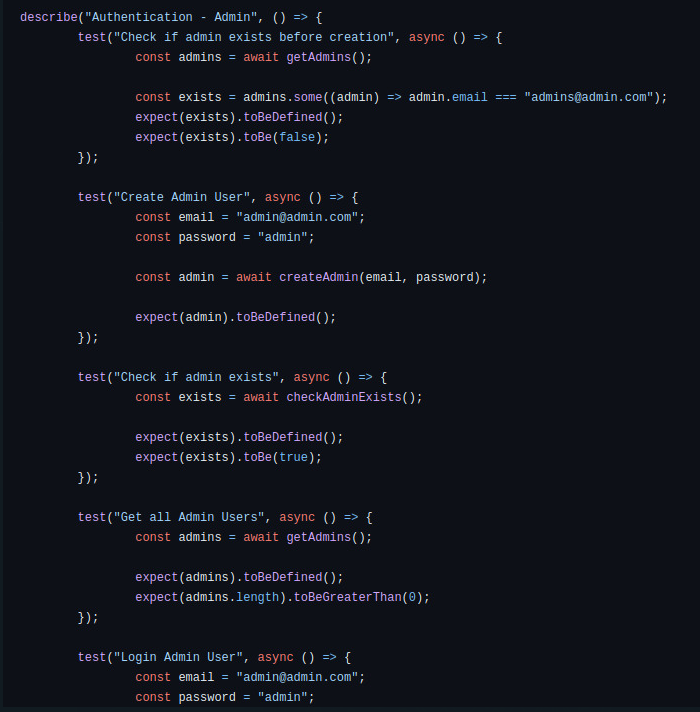 describe("Authentication - Admin", () => {
test("Check if admin exists before creation", async () => {
const admins = await getAdmins();
const exists = admins.some((admin) => admin.email === "admins@admin.com");
expect(exists).toBeDefined();
expect(exists).toBe(false);
});
test("Create Admin User", async () => {
const email = "admin@admin.com";
const password = "admin";
const admin = await createAdmin(email, password);
expect(admin).toBeDefined();
});
test("Check if admin exists", async () => {
const exists = await checkAdminExists();
expect(exists).toBeDefined();
expect(exists).toBe(true);
});
test("Get all Admin Users", async () => {
const admins = await getAdmins();
expect(admins).toBeDefined();
expect(admins.length).toBeGreaterThan(0);
});
test("Login Admin User", async () => {
const email = "admin@admin.com";
const password = "admin";